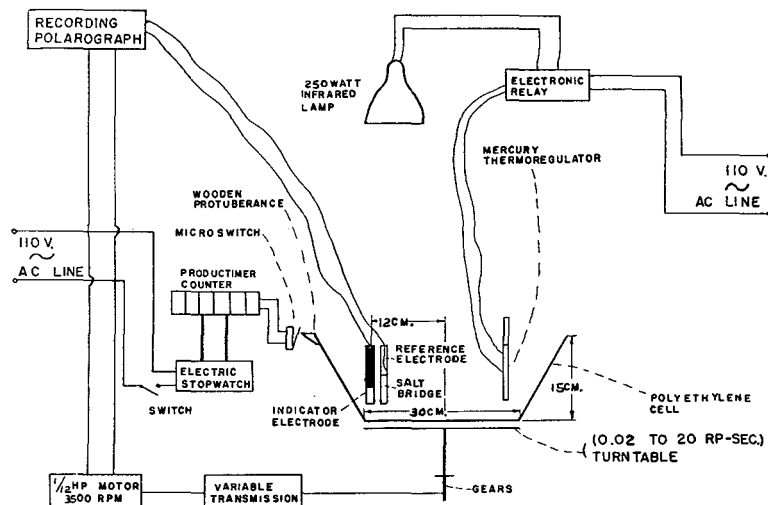 RECORDING
POLAROGRAPH
250 WATT
INFRARED
LAMP
ELECTRONIC
RELAY
MERCURY
THERMOREGULATOR
110 V.
~
AC LINE
WOODEN
PROTUBERANCE
MICROSWITCH
110 V.
~
AC LINE
PRODUCTIMER
COUNTER
12CM.
REFERENCE
ELECTRODE
SALT
BRIDGE
ELECTRIC
STOPWATCH
SWITCH
INDICATOR
ELECTRODE
30CM.
15CM.
POLYETHYLENE
CELL
(0.02 TO 20 RP-SEC.)
TURNTABLE
1/12 HP MOTOR
3500 RPM
VARIABLE
TRANSMISSION
GEARS